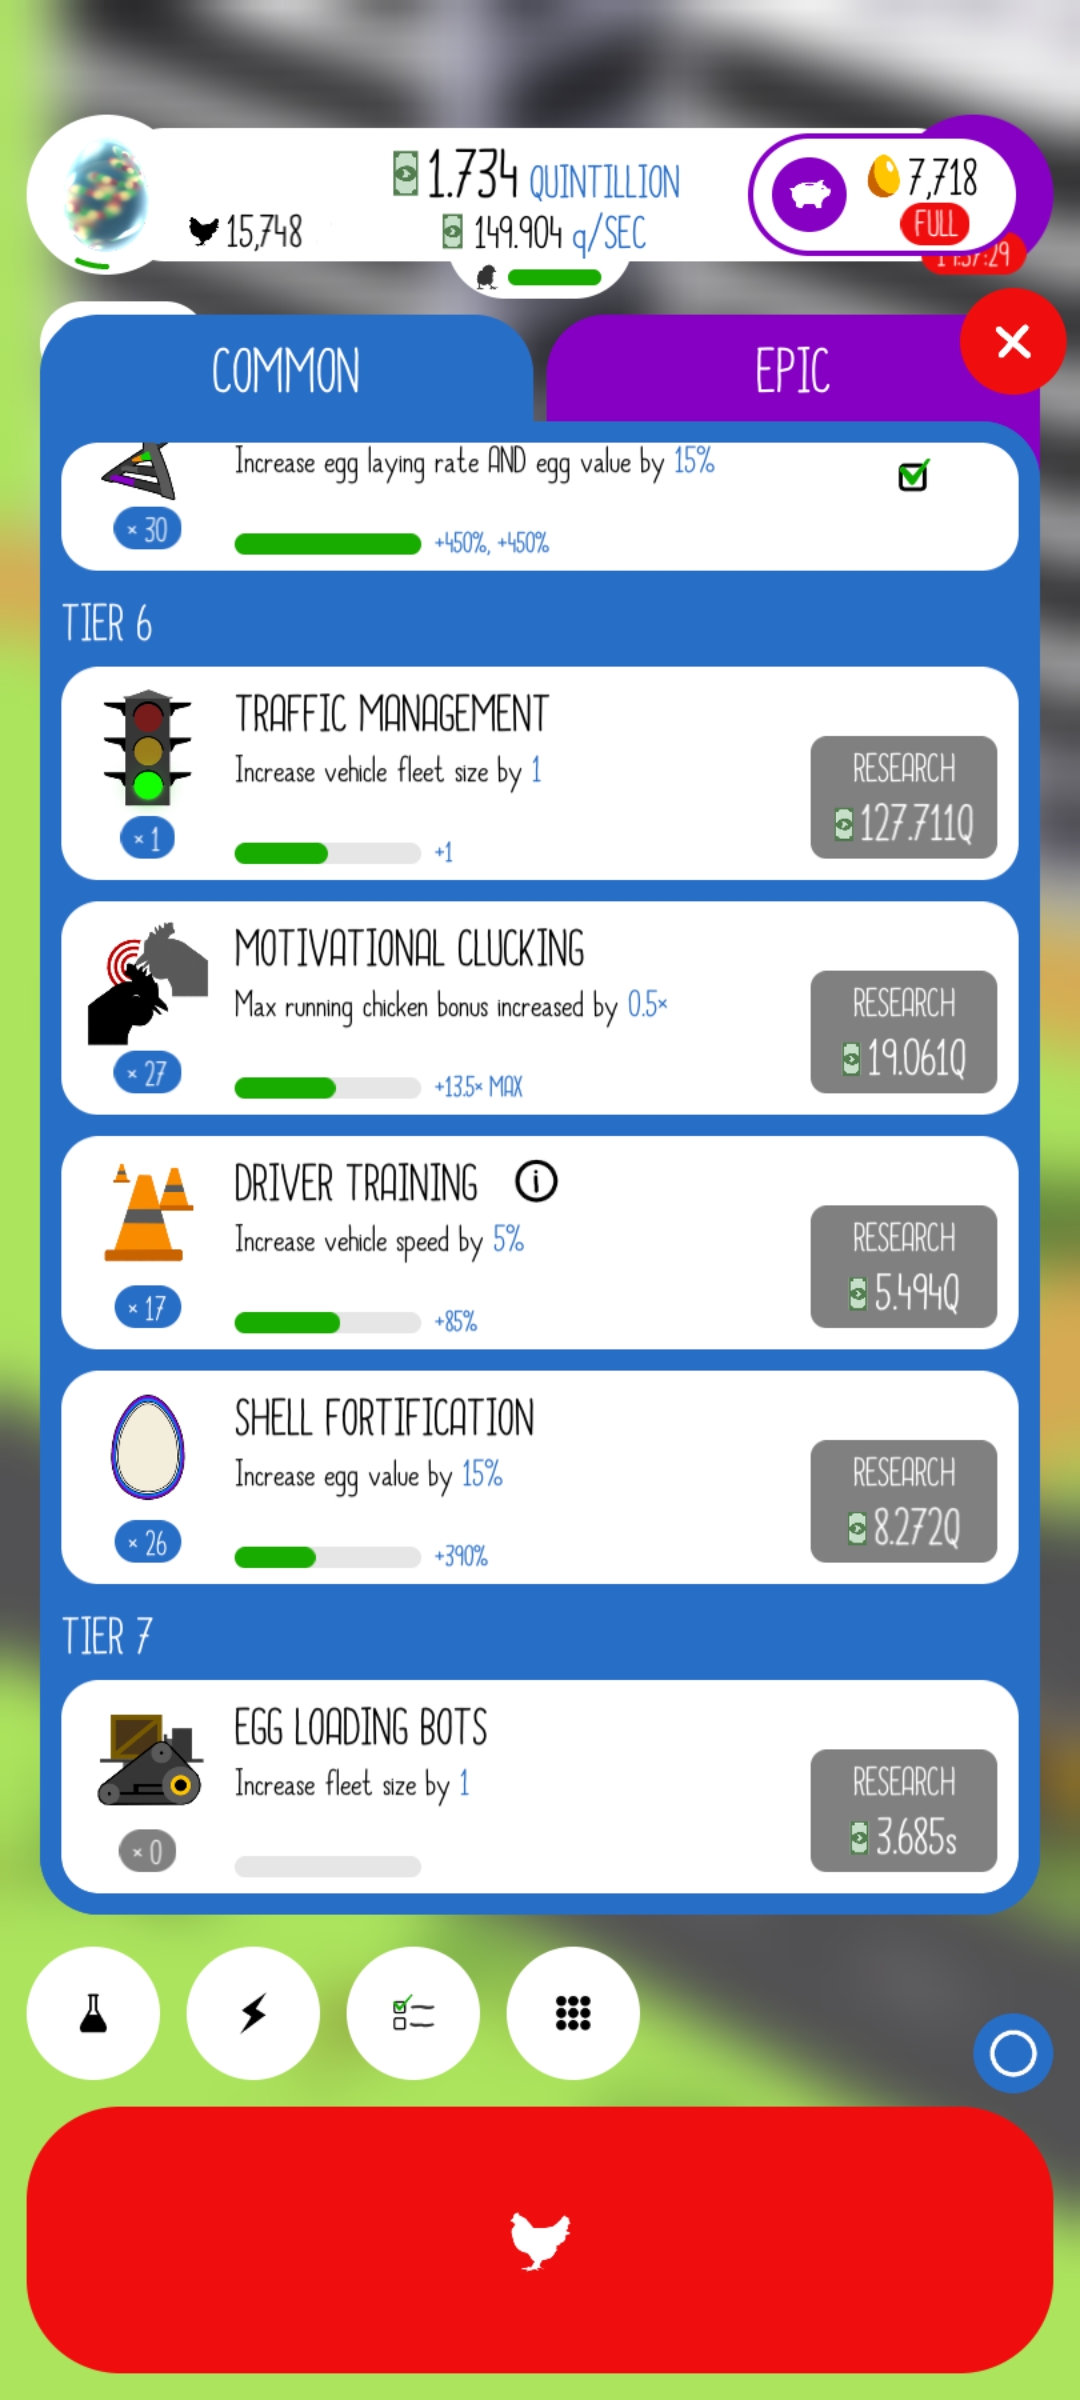 1.734 QUINTILLION
7,718
15,748
149.904 q/SEC
FULL
COMMON
EPIC
Increase egg laying rate AND egg value by 15%
× 30
+450%, +450%
TIER 6
TRAFFIC MANAGEMENT
Increase vehicle fleet size by 1
RESEARCH
127.711Q
× 1
+1
MOTIVATIONAL CLUCKING
Max running chicken bonus increased by 0.5×
RESEARCH
19.061Q
× 27
+13.5× MAX
DRIVER TRAINING
Increase vehicle speed by 5%
RESEARCH
5.494Q
× 17
+85%
SHELL FORTIFICATION
Increase egg value by 15%
RESEARCH
8.272Q
× 26
+390%
TIER 7
EGG LOADING BOTS
Increase fleet size by 1
RESEARCH
3.685s
× 0